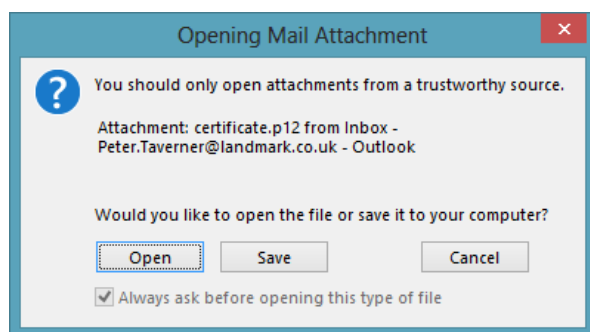 Opening Mail Attachment
You should only open attachments from a trustworthy source.
Attachment: certificate.p12 from Inbox -
Peter.Taverner@landmark.co.uk - Outlook
Would you like to open the file or save it to your computer?
Open Save Cancel
Always ask before opening this type of file